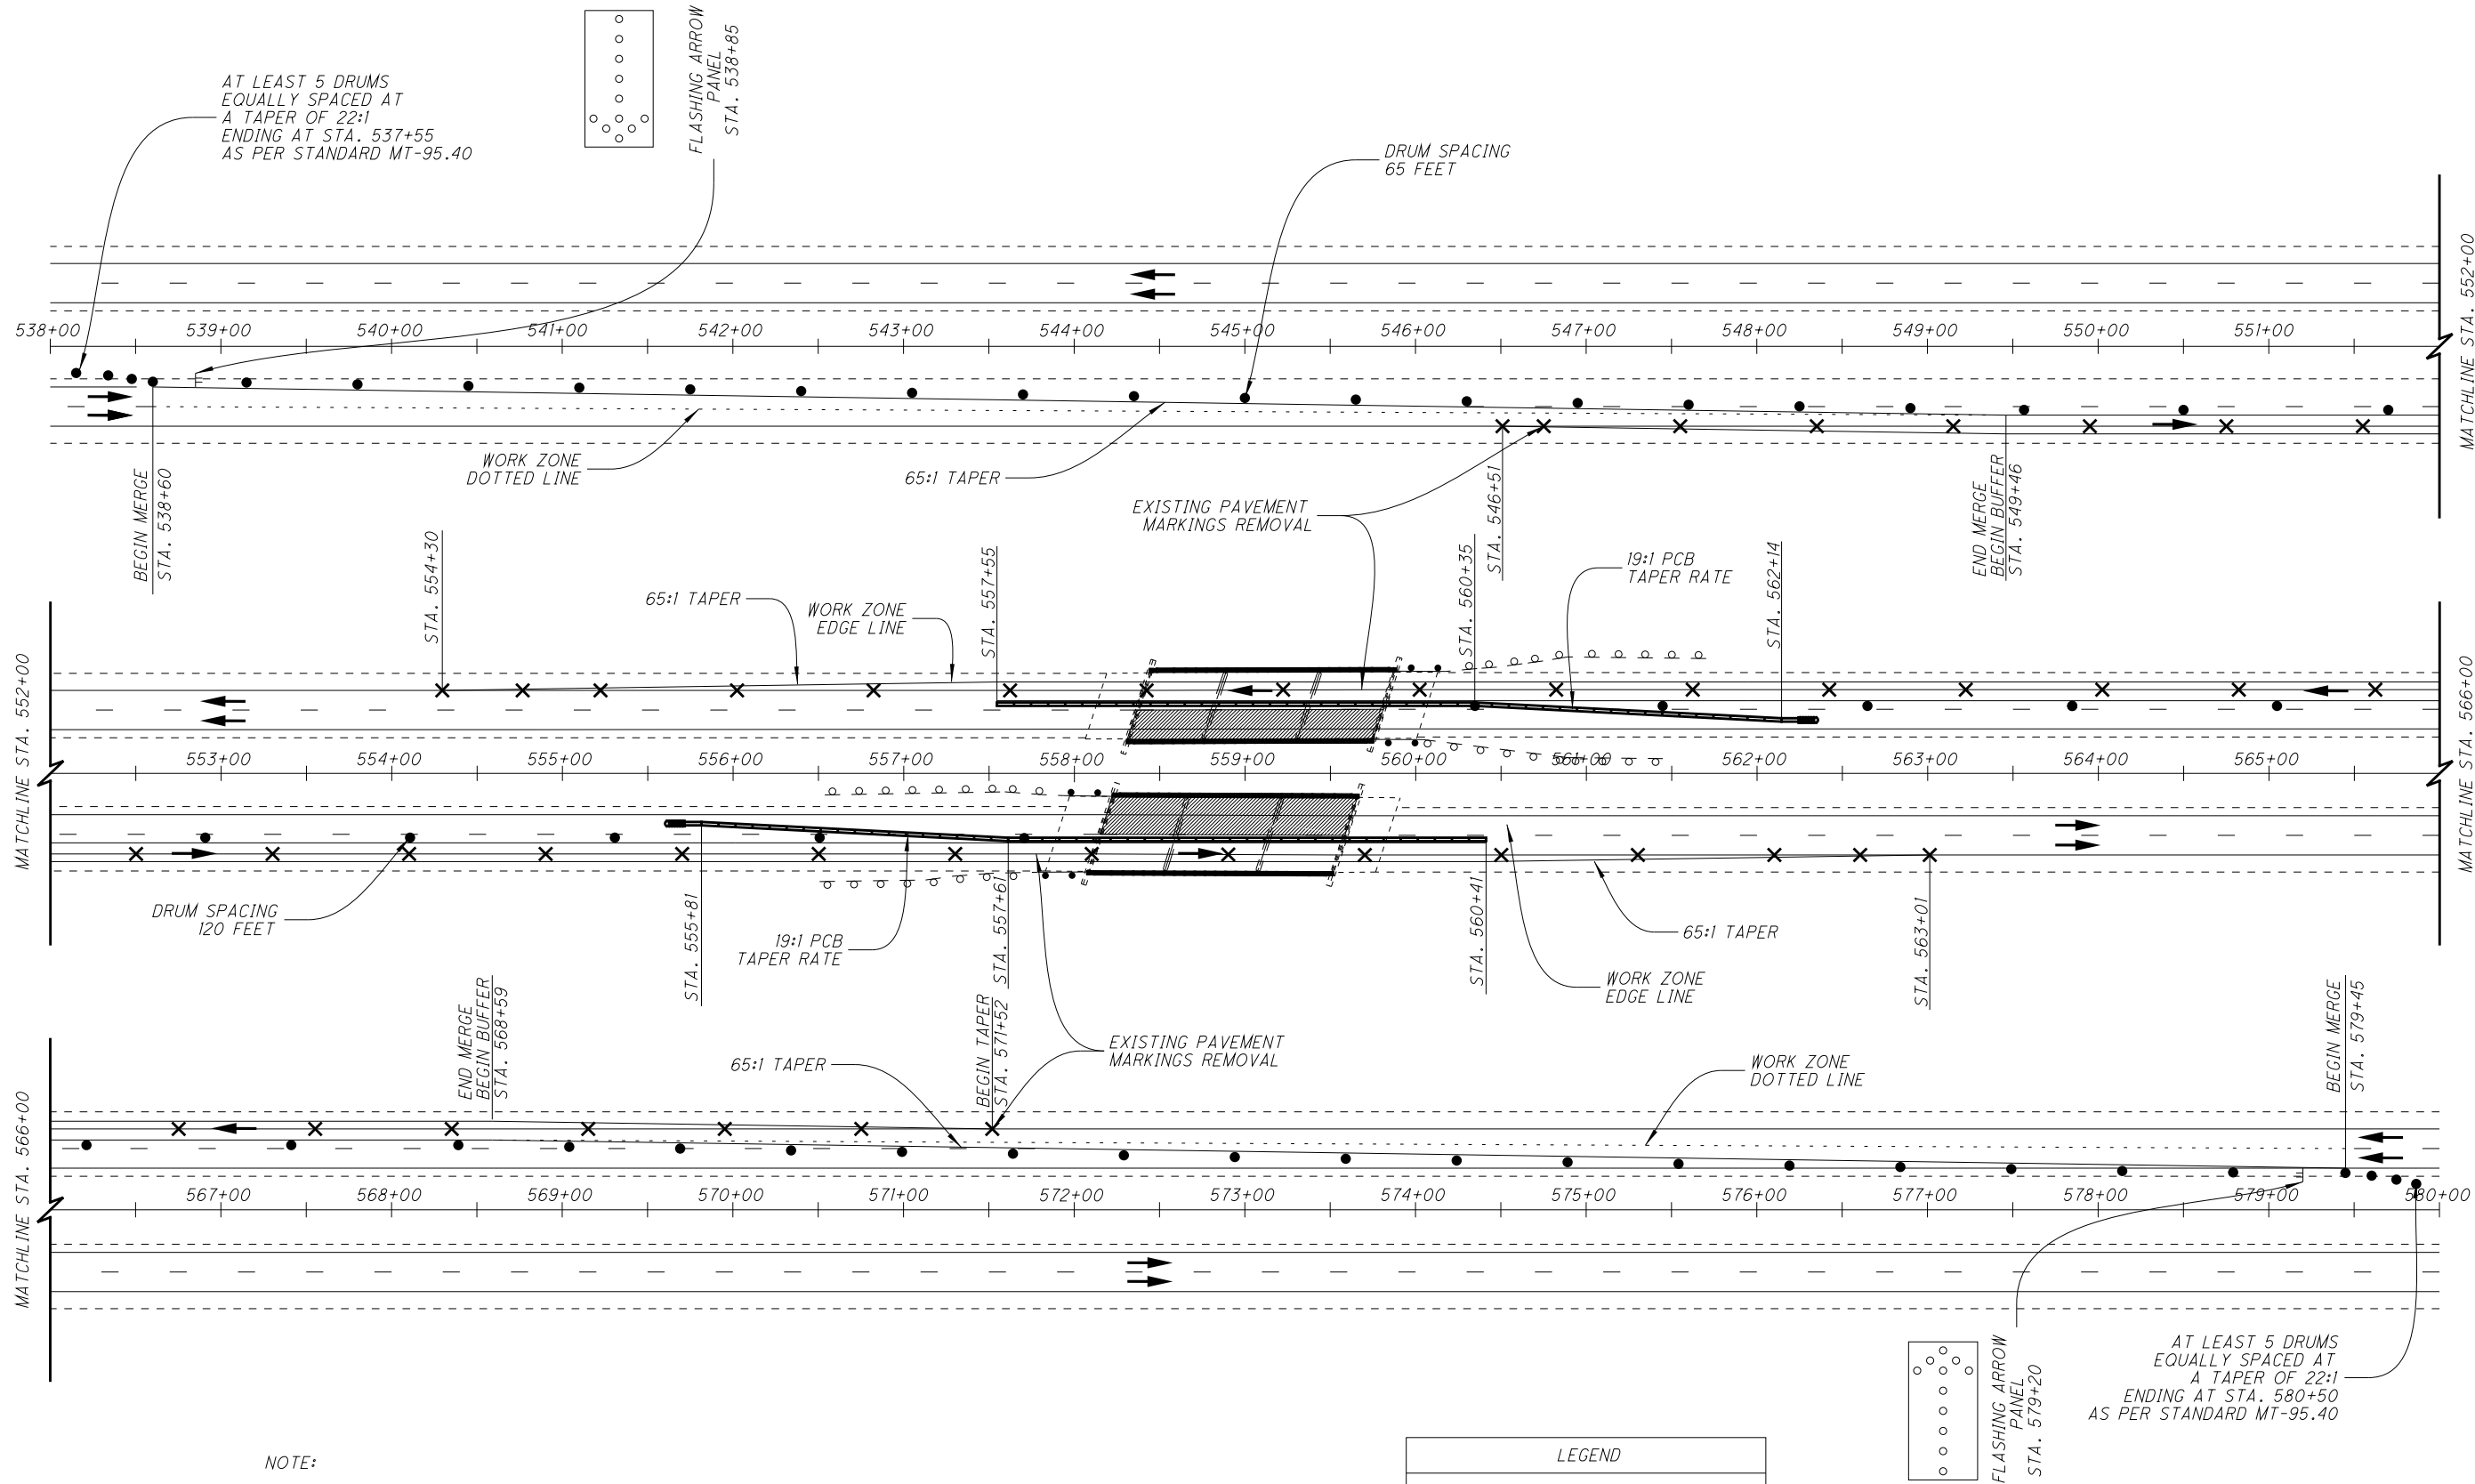 AT LEAST 5 DRUMS
EQUALLY SPACED AT
A TAPER OF 22:1
ENDING AT STA. 537+55
AS PER STANDARD MT-95.40
FLASHING ARROW
PANEL
STA. 538+85
DRUM SPACING
65 FEET
538+00
539+00
540+00
541+00
542+00
543+00
544+00
545+00
546+00
547+00
548+00
549+00
550+00
551+00
MATCHLINE STA. 552+00
BEGIN MERGE
STA. 538+60
WORK ZONE
DOTTED LINE
65:1 TAPER
EXISTING PAVEMENT
MARKINGS REMOVAL
STA. 546+51
END MERGE
BEGIN BUFFER
STA. 549+46
MATCHLINE STA. 552+00
STA. 554+30
65:1 TAPER
WORK ZONE
EDGE LINE
STA. 557+55
STA. 560+35
19:1 PCB
TAPER RATE
STA. 562+14
553+00
554+00
555+00
556+00
557+00
558+00
559+00
560+00
561+00
562+00
563+00
564+00
565+00
MATCHLINE STA. 566+00
DRUM SPACING
120 FEET
STA. 555+81
19:1 PCB
TAPER RATE
STA. 557+61
STA. 560+41
WORK ZONE
EDGE LINE
65:1 TAPER
STA. 563+01
MATCHLINE STA. 566+00
END MERGE
BEGIN BUFFER
STA. 568+59
65:1 TAPER
BEGIN TAPER
STA. 571+52
EXISTING PAVEMENT
MARKINGS REMOVAL
WORK ZONE
DOTTED LINE
BEGIN MERGE
STA. 579+45
567+00
568+00
569+00
570+00
571+00
572+00
573+00
574+00
575+00
576+00
577+00
578+00
579+00
580+00
FLASHING ARROW
PANEL
STA. 579+20
AT LEAST 5 DRUMS
EQUALLY SPACED AT
A TAPER OF 22:1
ENDING AT STA. 580+50
AS PER STANDARD MT-95.40
NOTE:
LEGEND